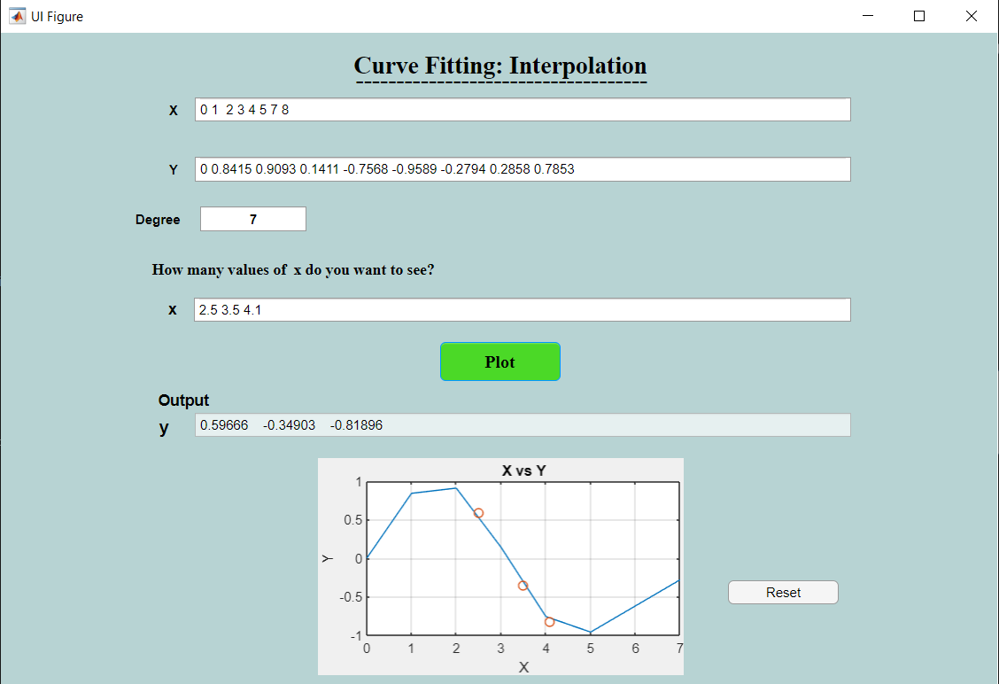 UI Figure
Curve Fitting: Interpolation
X 0 1  2 3 4 5 7 8
Y 0 0.8415 0.9093 0.1411 -0.7568 -0.9589 -0.2794 0.2858 0.7853
Degree 7
How many values of  x do you want to see?
x 2.5 3.5 4.1
Plot
Output
y 0.59666    -0.34903    -0.81896
X vs Y
1
0.5
0
-0.5
-1
Y
0 1 2 3 4 5 6 7
X
Reset